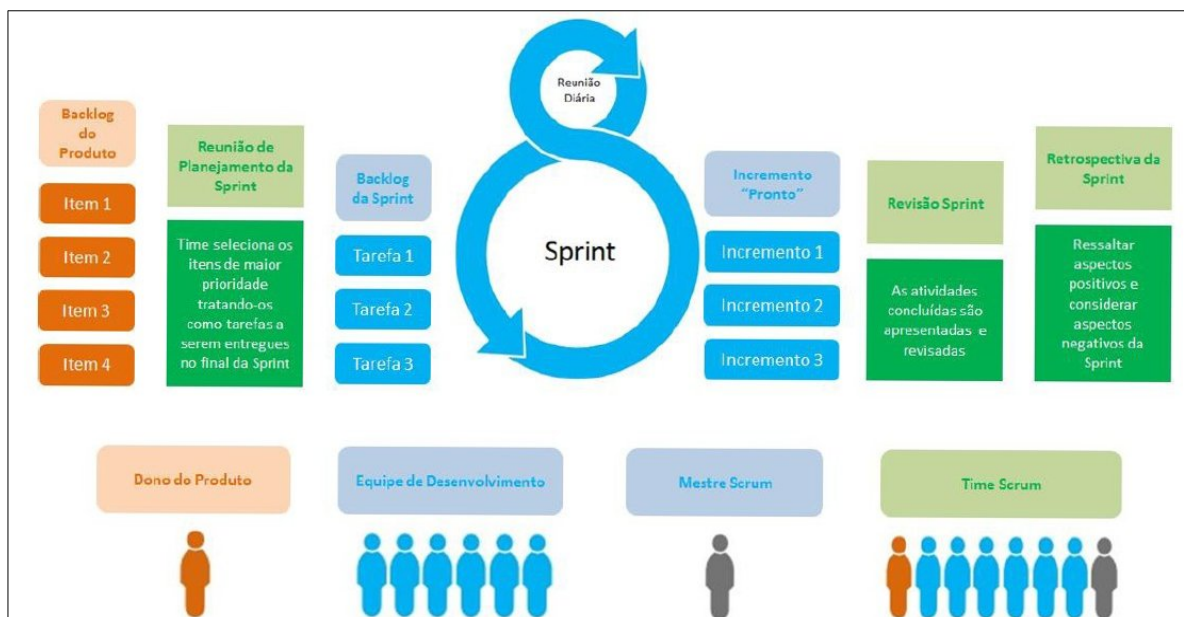 Reunião
Diária
Backlog
do
Produto
Item 1
Item 2
Item 3
Item 4
Reunião de
Planejamento da
Sprint
Time seleciona os
itens de maior
prioridade
tratando-os
como tarefas a
serem entregues
no final da Sprint
Backlog
da Sprint
Tarefa 1
Tarefa 2
Tarefa 3
Sprint
Incremento
"Pronto"
Incremento 1
Incremento 2
Incremento 3
Revisão Sprint
As atividades
concluídas são
apresentadas e
revisadas
Retrospectiva da
Sprint
Ressaltar
aspectos
positivos e
considerar
aspectos
negativos da
Sprint
Dono do Produto
Equipe de Desenvolvimento
Mestre Scrum
Time Scrum